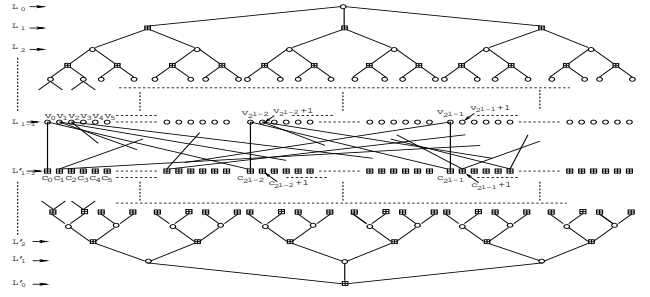 L₀
L₁
L₂
v₀ v₁ v₂ v₃ v₄ v₅ v₂l-2 v₂l-2+1 v₂l-1 v₂l-1+1
L l-1
L' l-1
c₀ c₁ c₂ c₃ c₄ c₅ c₂l-2 c₂l-2+1 c₂l-1 c₂l-1+1
L'₂
L'₁
L'₀